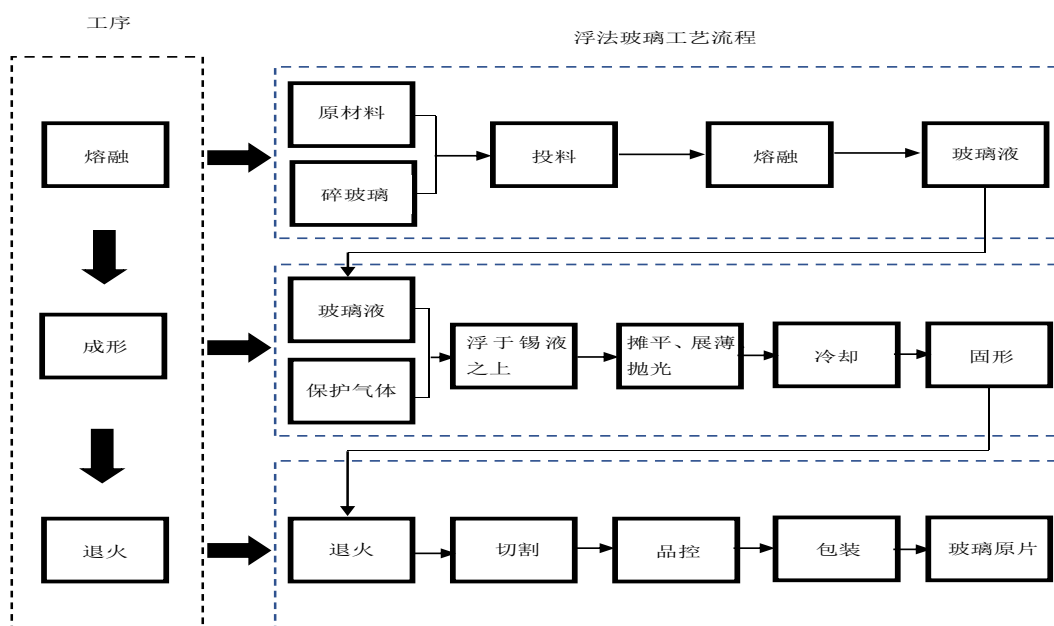 工序
浮法玻璃工艺流程
熔融
原材料
碎玻璃
投料
熔融
玻璃液
成形
玻璃液
保护气体
浮于锡液
之上
摊平、展薄
抛光
冷却
固形
退火
退火
切割
品控
包装
玻璃原片